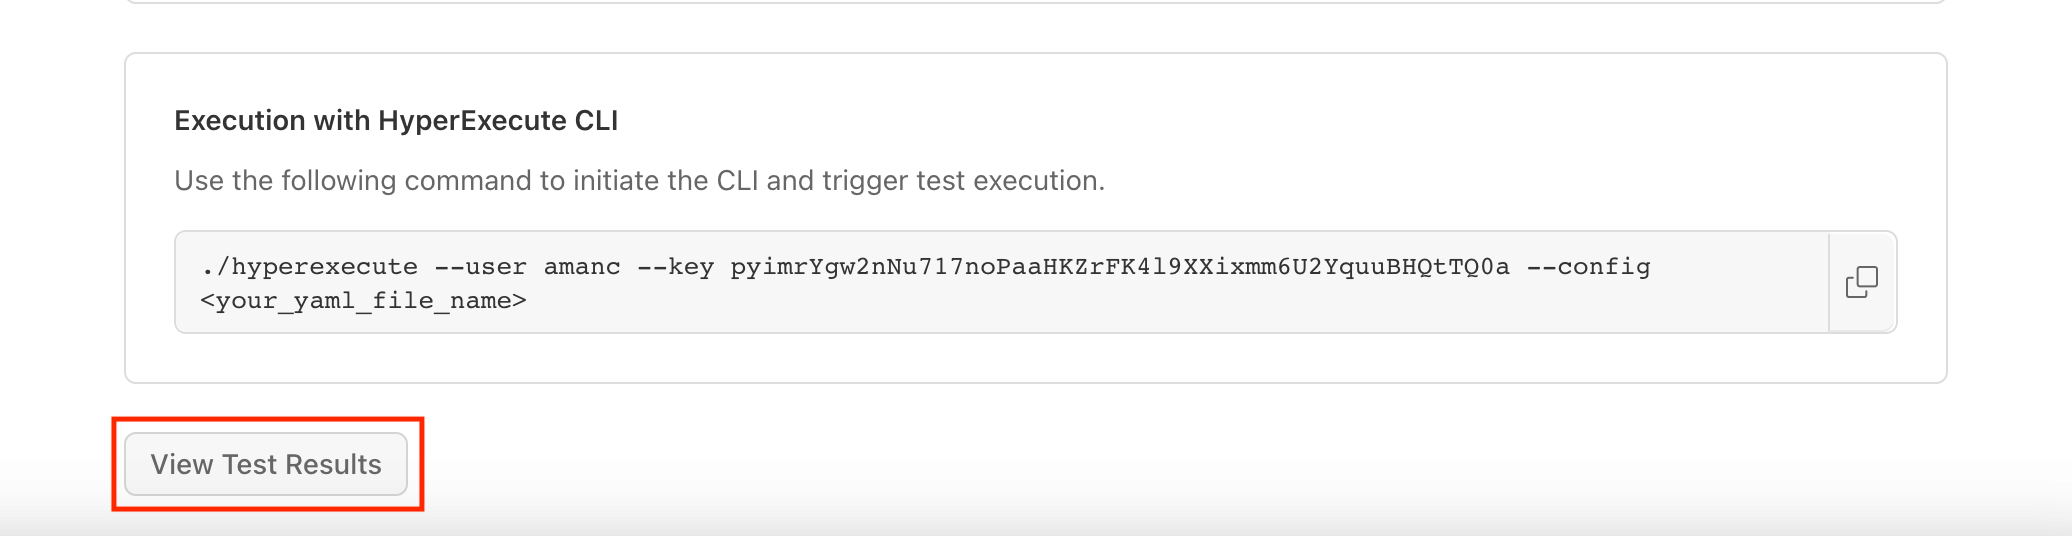 Execution with HyperExecute CLI
Use the following command to initiate the CLI and trigger test execution.
./hyperexecute --user amanc --key pyimrYgw2nNu717noPaaHKZrFK4l9XXixmm6U2YquuBHQtTQ0a --config
<your_yaml_file_name>
View Test Results